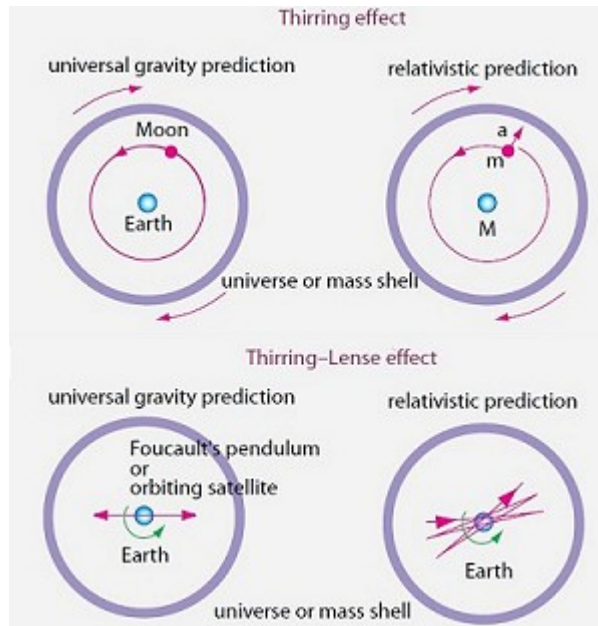 Thirring effect
universal gravity prediction
relativistic prediction
Moon
Earth
a
m
M
universe or mass shell
Thirring–Lense effect
universal gravity prediction
relativistic prediction
Foucault's pendulum
or
orbiting satellite
Earth
Earth
universe or mass shell